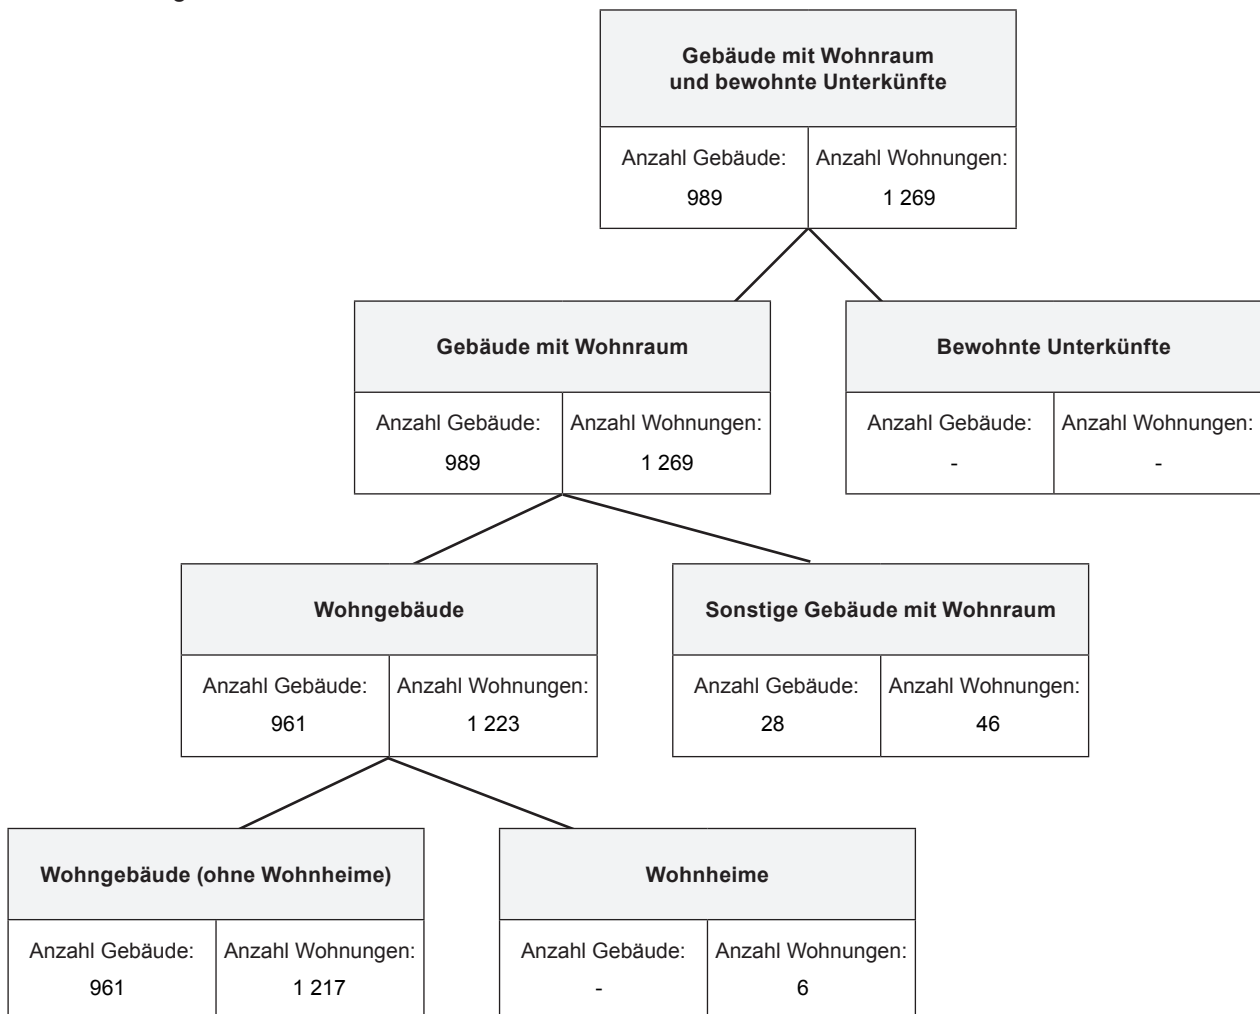 Gebäude mit Wohnraum
und bewohnte Unterkünfte
Anzahl Gebäude: Anzahl Wohnungen:
989 1 269
Gebäude mit Wohnraum Bewohnte Unterkünfte
Anzahl Gebäude: Anzahl Wohnungen: Anzahl Gebäude: Anzahl Wohnungen:
989 1 269 - -
Wohngebäude Sonstige Gebäude mit Wohnraum
Anzahl Gebäude: Anzahl Wohnungen: Anzahl Gebäude: Anzahl Wohnungen:
961 1 223 28 46
Wohngebäude (ohne Wohnheime) Wohnheime
Anzahl Gebäude: Anzahl Wohnungen: Anzahl Gebäude: Anzahl Wohnungen:
961 1 217 - 6